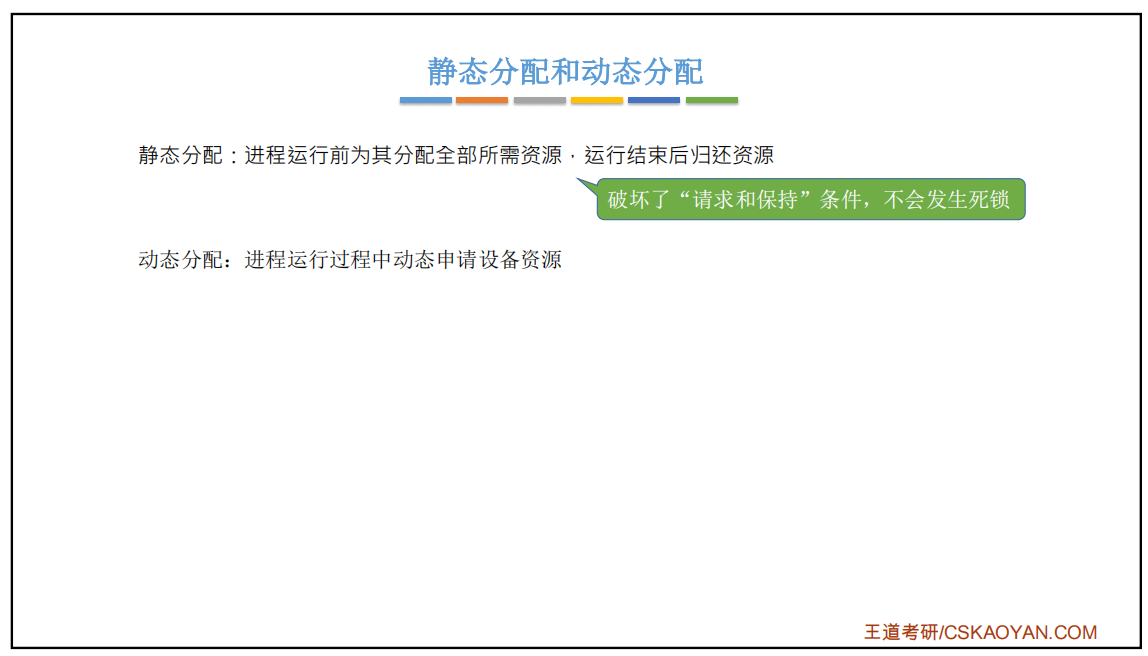 静态分配和动态分配
静态分配：进程运行前为其分配全部所需资源，运行结束后归还资源
破坏了“请求和保持”条件，不会发生死锁
动态分配：进程运行过程中动态申请设备资源
王道考研/CSKAOYAN.COM